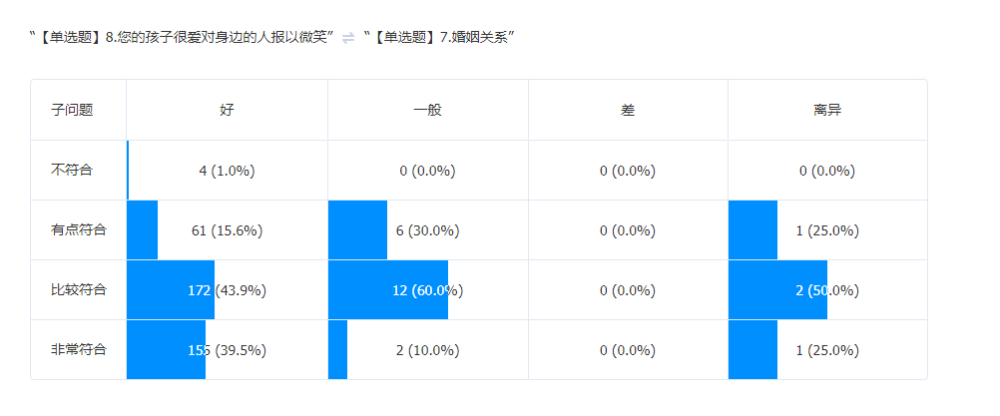 “【单选题】8.您的孩子很爱对身边的人报以微笑” ⇌ “【单选题】7.婚姻关系”
子问题 好 一般 差 离异
不符合 4 (1.0%) 0 (0.0%) 0 (0.0%) 0 (0.0%)
有点符合 61 (15.6%) 6 (30.0%) 0 (0.0%) 1 (25.0%)
比较符合 172 (43.9%) 12 (60.0%) 0 (0.0%) 2 (50.0%)
非常符合 155 (39.5%) 2 (10.0%) 0 (0.0%) 1 (25.0%)